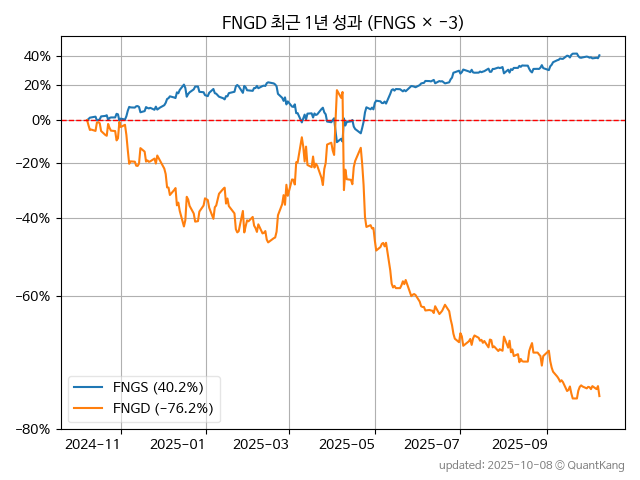 FNGD 최근 1년 성과 (FNGS × −3)
40%
20%
0%
−20%
−40%
−60%
−80%
FNGS (40.2%)
FNGD (−76.2%)
2024−11 2025−01 2025−03 2025−05 2025−07 2025−09
updated: 2025-10-08 © QuantKang